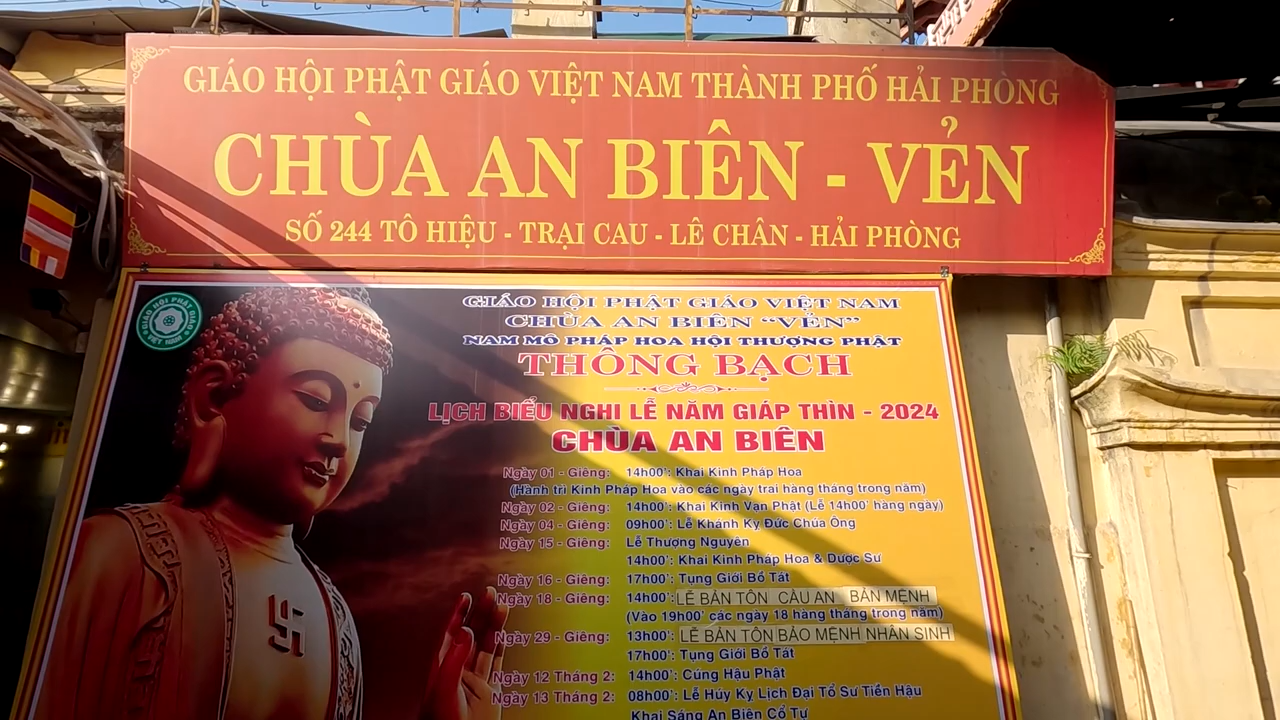 GIÁO HỘI PHẬT GIÁO VIỆT NAM THÀNH PHỐ HẢI PHÒNG
CHÙA AN BIÊN - VẺN
SỐ 244 TÔ HIỆU - TRẠI CAU - LÊ CHÂN - HẢI PHÒNG
GIÁO HỘI PHẬT GIÁO
VIỆT NAM
GIÁO HỘI PHẬT GIÁO VIỆT NAM
CHÙA AN BIÊN "VẺN"
NAM MÔ PHÁP HOA HỘI THƯỢNG PHẬT
THÔNG BẠCH
LỊCH BIỂU NGHI LỄ NĂM GIÁP THÌN - 2024
CHÙA AN BIÊN
Ngày 01 - Giêng: 14h00': Khai Kinh Pháp Hoa
(Hành trì Kinh Pháp Hoa vào các ngày trai hàng tháng trong năm)
Ngày 02 - Giêng: 14h00': Khai Kinh Vạn Phật (Lễ 14h00' hàng ngày)
Ngày 04 - Giêng: 09h00': Lễ Khánh Kỵ Đức Chúa Ông
Ngày 15 - Giêng: Lễ Thượng Nguyên
14h00': Khai Kinh Pháp Hoa & Dược Sư
Ngày 16 - Giêng: 17h00': Tụng Giới Bồ Tát
Ngày 18 - Giêng: 14h00': LỄ BẢN TÔN CẦU AN BẢN MỆNH
(Vào 19h00' các ngày 18 hàng tháng trong năm)
Ngày 29 - Giêng: 13h00': LỄ BẢN TÔN BẢO MỆNH NHÂN SINH
17h00': Tụng Giới Bồ Tát
Ngày 12 Tháng 2: 14h00': Cúng Hậu Phật
Ngày 13 Tháng 2: 08h00': Lễ Húy Kỵ Lịch Đại Tổ Sư Tiền Hậu
Khai Sáng An Biên Cổ Tự